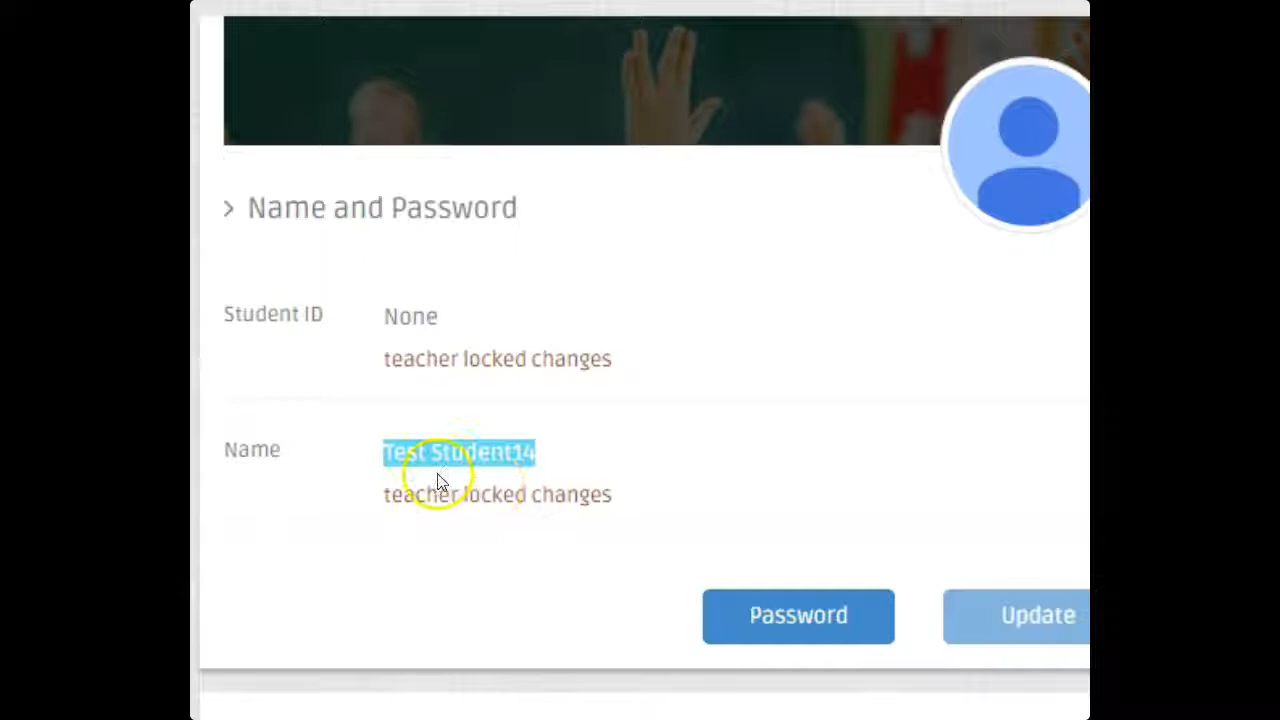 Name and Password
Student ID
None
teacher locked changes
Name
Test Student14
teacher locked changes
Password
Update